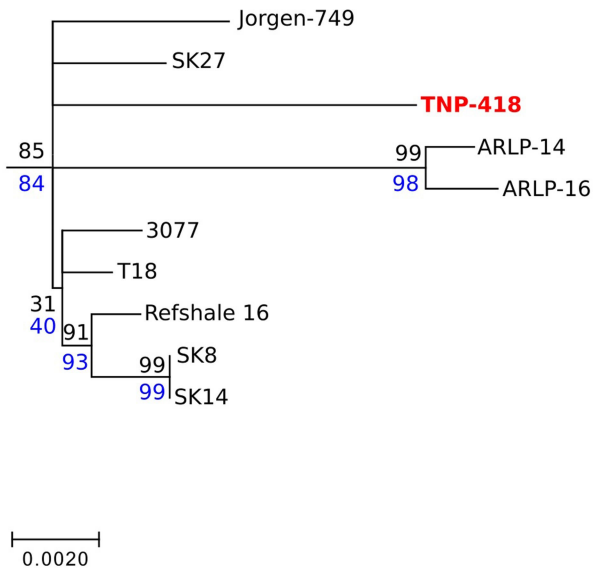 Jorgen-749
SK27
TNP-418
85
84
99
98
ARLP-14
ARLP-16
3077
T18
31
40
91
93
Refshale 16
99
99
SK8
SK14
0.0020